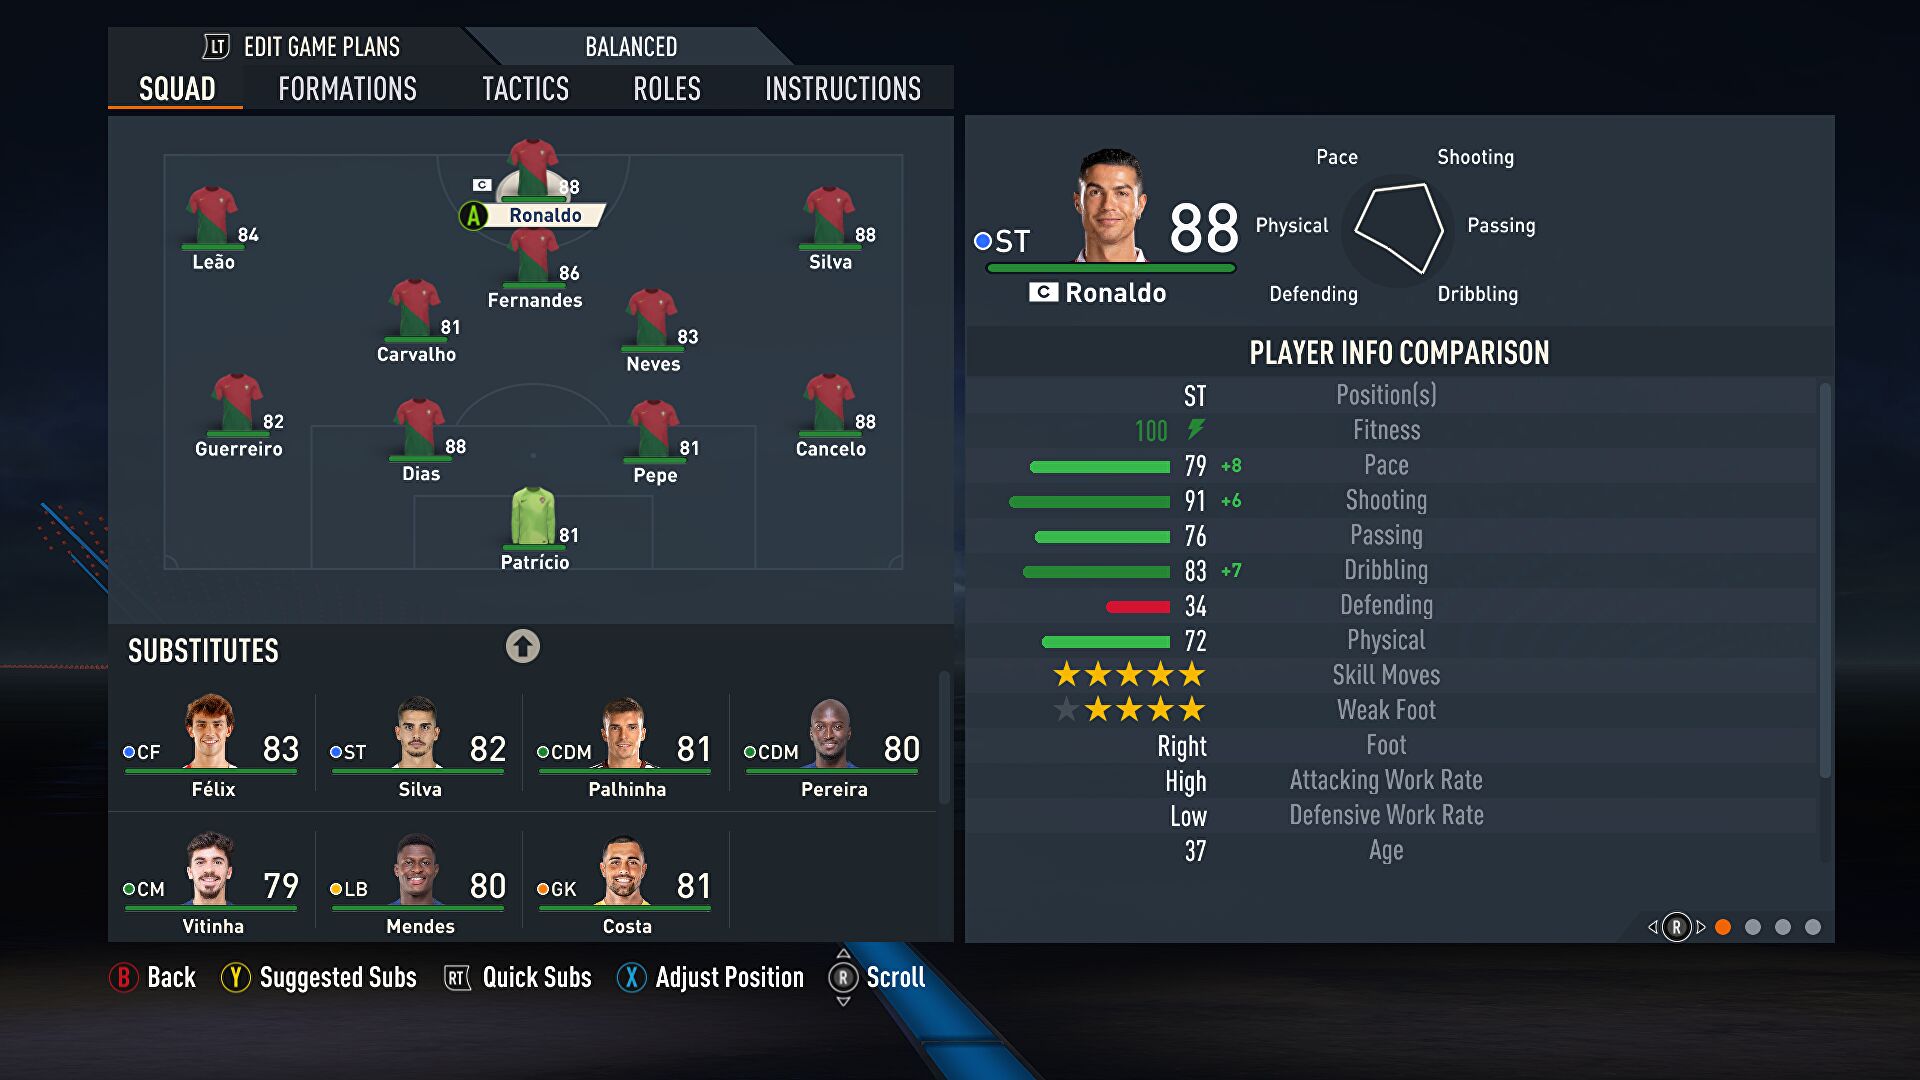 LT EDIT GAME PLANS BALANCED
SQUAD FORMATIONS TACTICS ROLES INSTRUCTIONS
C 88
A Ronaldo
84
Leão
88
Silva
86
Fernandes
81
Carvalho
83
Neves
82
Guerreiro
88
Dias
81
Pepe
88
Cancelo
81
Patrício
SUBSTITUTES
CF 83
Félix
ST 82
Silva
CDM 81
Palhinha
CDM 80
Pereira
CM 79
Vitinha
LB 80
Mendes
GK 81
Costa
B Back Y Suggested Subs RT Quick Subs X Adjust Position R Scroll
ST 88
C Ronaldo
Pace Shooting
Physical Passing
Defending Dribbling
PLAYER INFO COMPARISON
ST Position(s)
100 Fitness
79 +8 Pace
91 +6 Shooting
76 Passing
83 +7 Dribbling
34 Defending
72 Physical
Skill Moves
Weak Foot
Right Foot
High Attacking Work Rate
Low Defensive Work Rate
37 Age
R